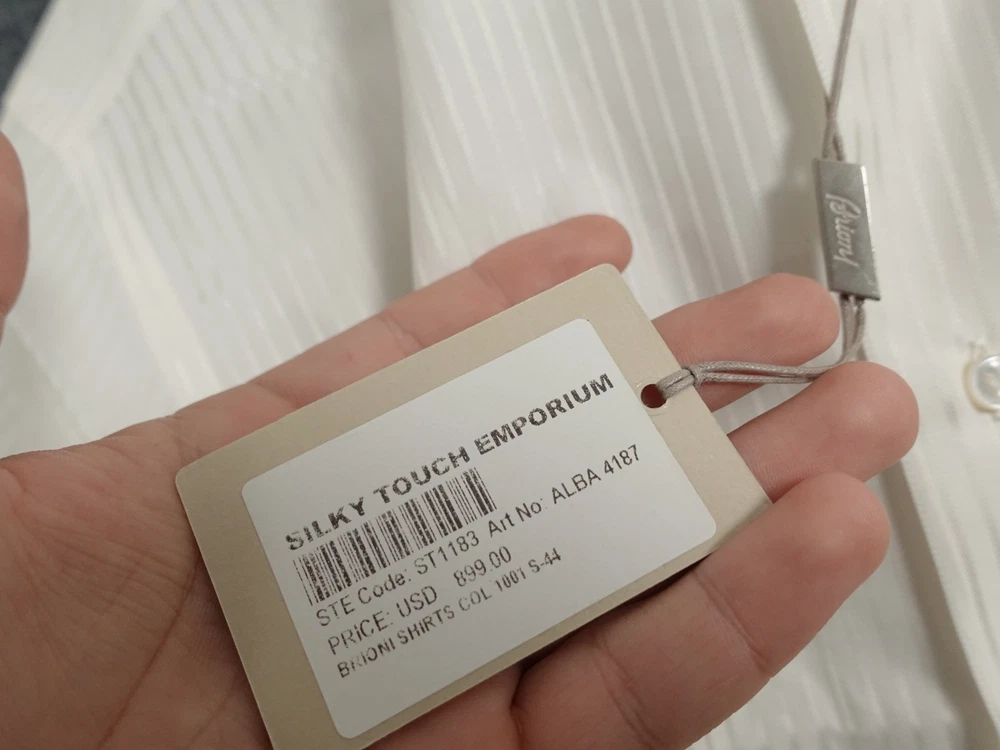 SILKY TOUCH EMPORIUM
STE Code: ST1183 Art No: ALBA 4187
PRICE: USD 899.00
BRIONI SHIRTS COL 1001 S-44
Brioni